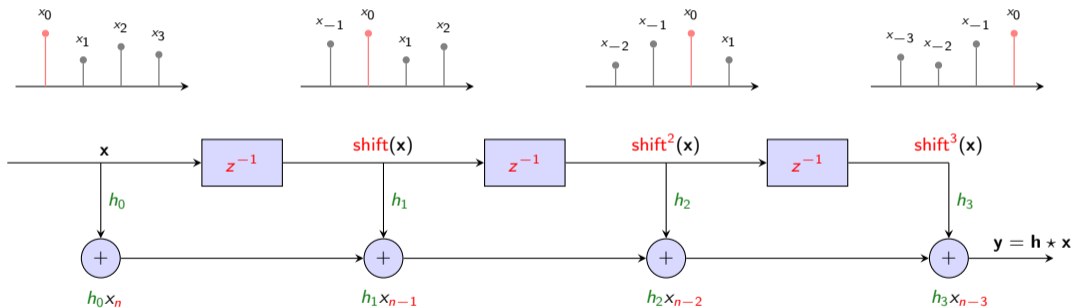 x₀ x₁ x₂ x₃
x₋₁ x₀ x₁ x₂
x₋₂ x₋₁ x₀ x₁
x₋₃ x₋₂ x₋₁ x₀
x z⁻¹ shift(x) z⁻¹ shift²(x) z⁻¹ shift³(x)
h₀ h₁ h₂ h₃
+ + + + y = h ⋆ x
h₀xₙ h₁xₙ₋₁ h₂xₙ₋₂ h₃xₙ₋₃